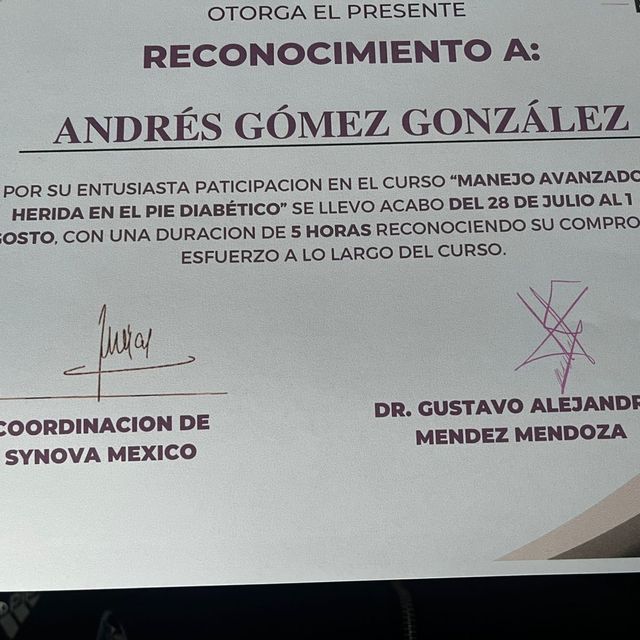 OTORGA EL PRESENTE
RECONOCIMIENTO A:
ANDRÉS GÓMEZ GONZÁLEZ
POR SU ENTUSIASTA PATICIPACION EN EL CURSO “MANEJO AVANZADO
HERIDA EN EL PIE DIABÉTICO” SE LLEVO ACABO DEL 28 DE JULIO AL 1
GOSTO, CON UNA DURACION DE 5 HORAS RECONOCIENDO SU COMPRO
ESFUERZO A LO LARGO DEL CURSO.
COORDINACION DE
SYNOVA MEXICO
DR. GUSTAVO ALEJANDR
MENDEZ MENDOZA